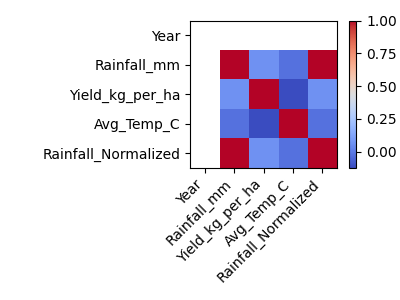 Year
Rainfall_mm
Yield_kg_per_ha
Avg_Temp_C
Rainfall_Normalized
Year
Rainfall_mm
Yield_kg_per_ha
Avg_Temp_C
Rainfall_Normalized
1.00
0.75
0.50
0.25
0.00